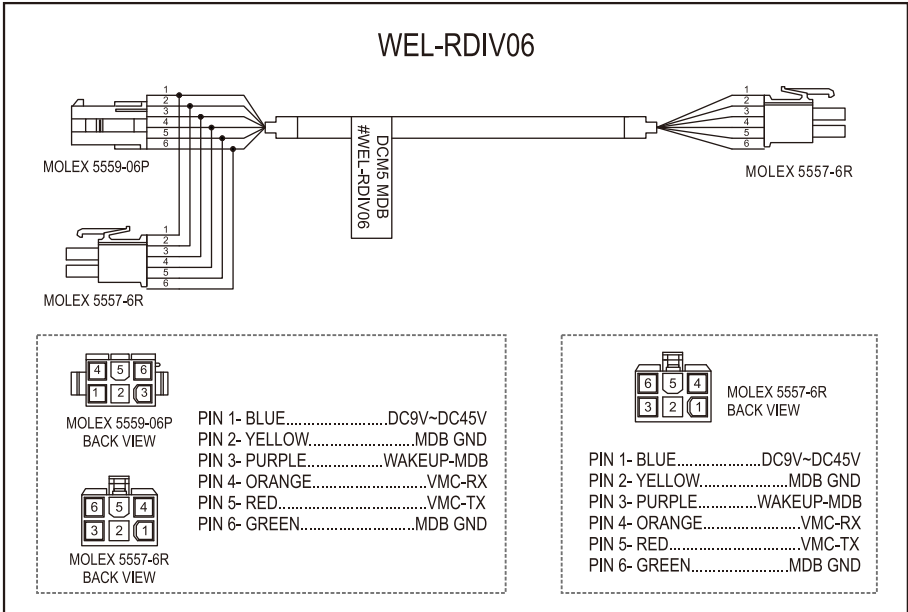 WEL-RDIV06
1
2
3
4
5
6
MOLEX 5559-06P
DCM5 MDB
#WEL-RDIV06
1
2
3
4
5
6
MOLEX 5557-6R
1
2
3
4
5
6
MOLEX 5557-6R
4 5 6
1 2 3
MOLEX 5559-06P
BACK VIEW
6 5 4
3 2 1
MOLEX 5557-6R
BACK VIEW
PIN 1- BLUE.......................DC9V~DC45V
PIN 2- YELLOW.......................MDB GND
PIN 3- PURPLE.................WAKEUP-MDB
PIN 4- ORANGE.........................VMC-RX
PIN 5- RED.................................VMC-TX
PIN 6- GREEN.........................MDB GND
6 5 4
3 2 1
MOLEX 5557-6R
BACK VIEW
PIN 1- BLUE...................DC9V~DC45V
PIN 2- YELLOW...................MDB GND
PIN 3- PURPLE.............WAKEUP-MDB
PIN 4- ORANGE.....................VMC-RX
PIN 5- RED.............................VMC-TX
PIN 6- GREEN.....................MDB GND